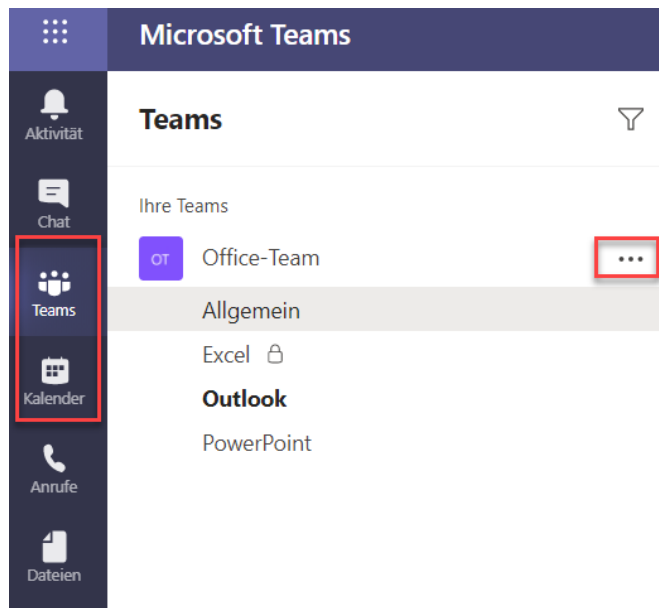 Microsoft Teams
Aktivität
Chat
Teams
Kalender
Anrufe
Dateien
Teams
Ihre Teams
OT Office-Team
Allgemein
Excel
Outlook
PowerPoint